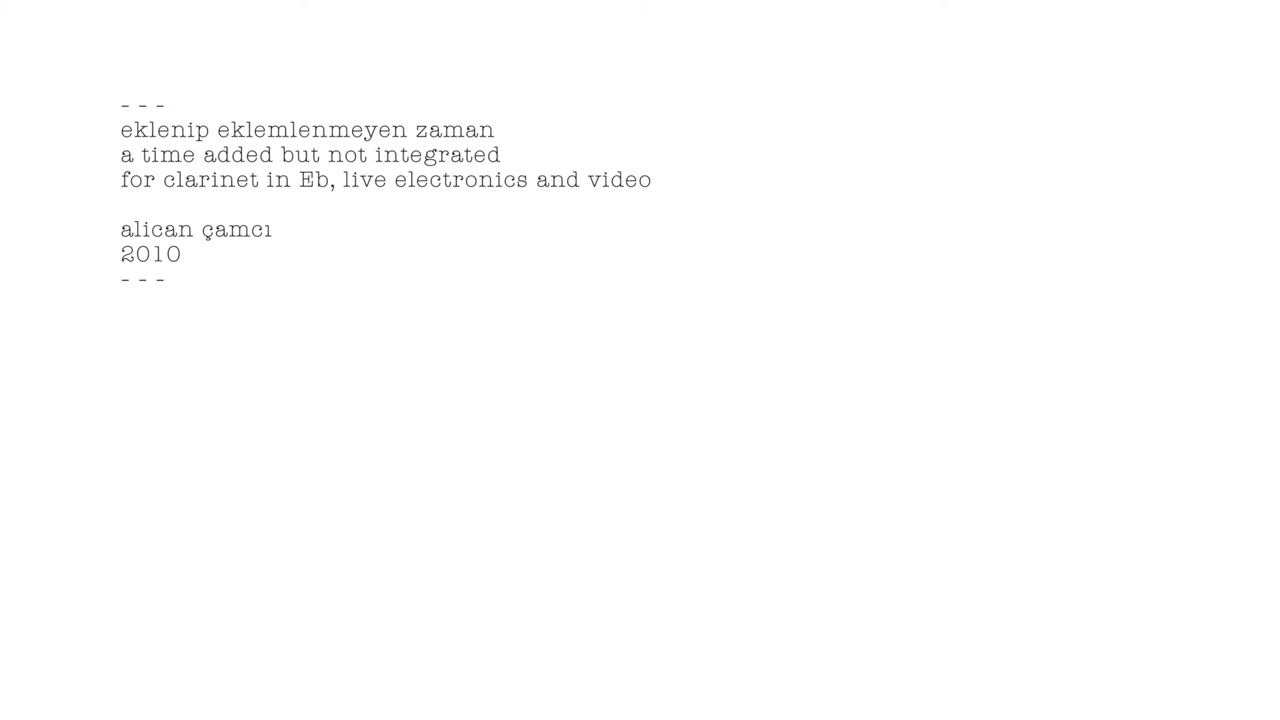 - - -
eklenip eklemlenmeyen zaman
a time added but not integrated
for clarinet in Eb, live electronics and video
alican çamcı
2010
- - -